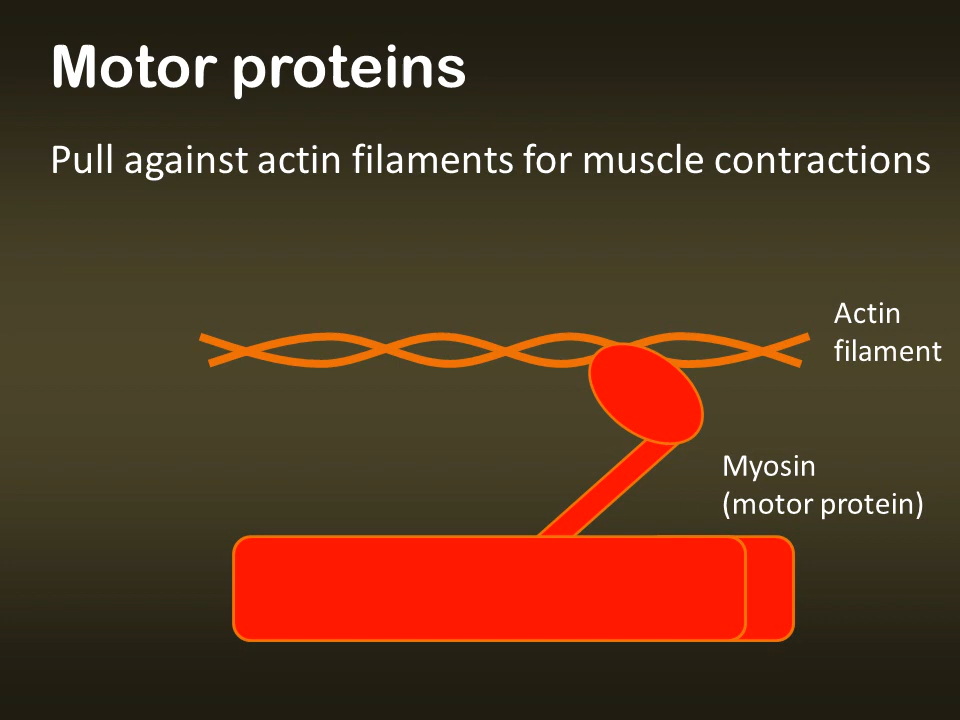 Motor proteins
Pull against actin filaments for muscle contractions
Actin
filament
Myosin
(motor protein)